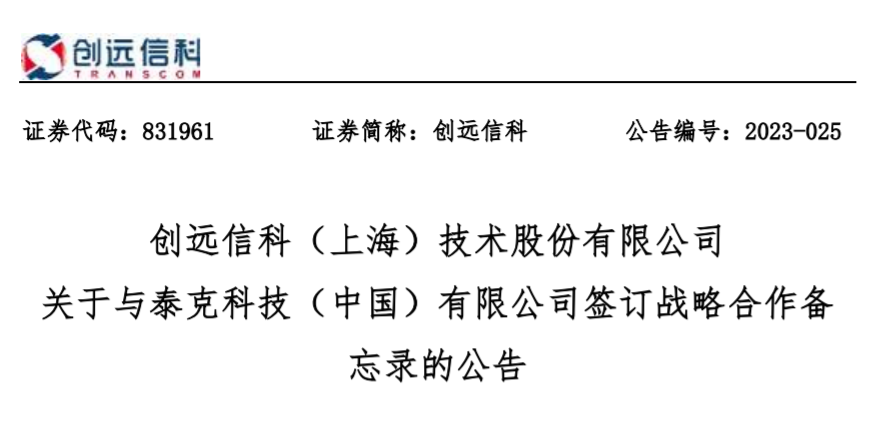 创远信科
TRANSCOM
证券代码：831961 证券简称：创远信科 公告编号：2023-025
创远信科（上海）技术股份有限公司
关于与泰克科技（中国）有限公司签订战略合作备
忘录的公告